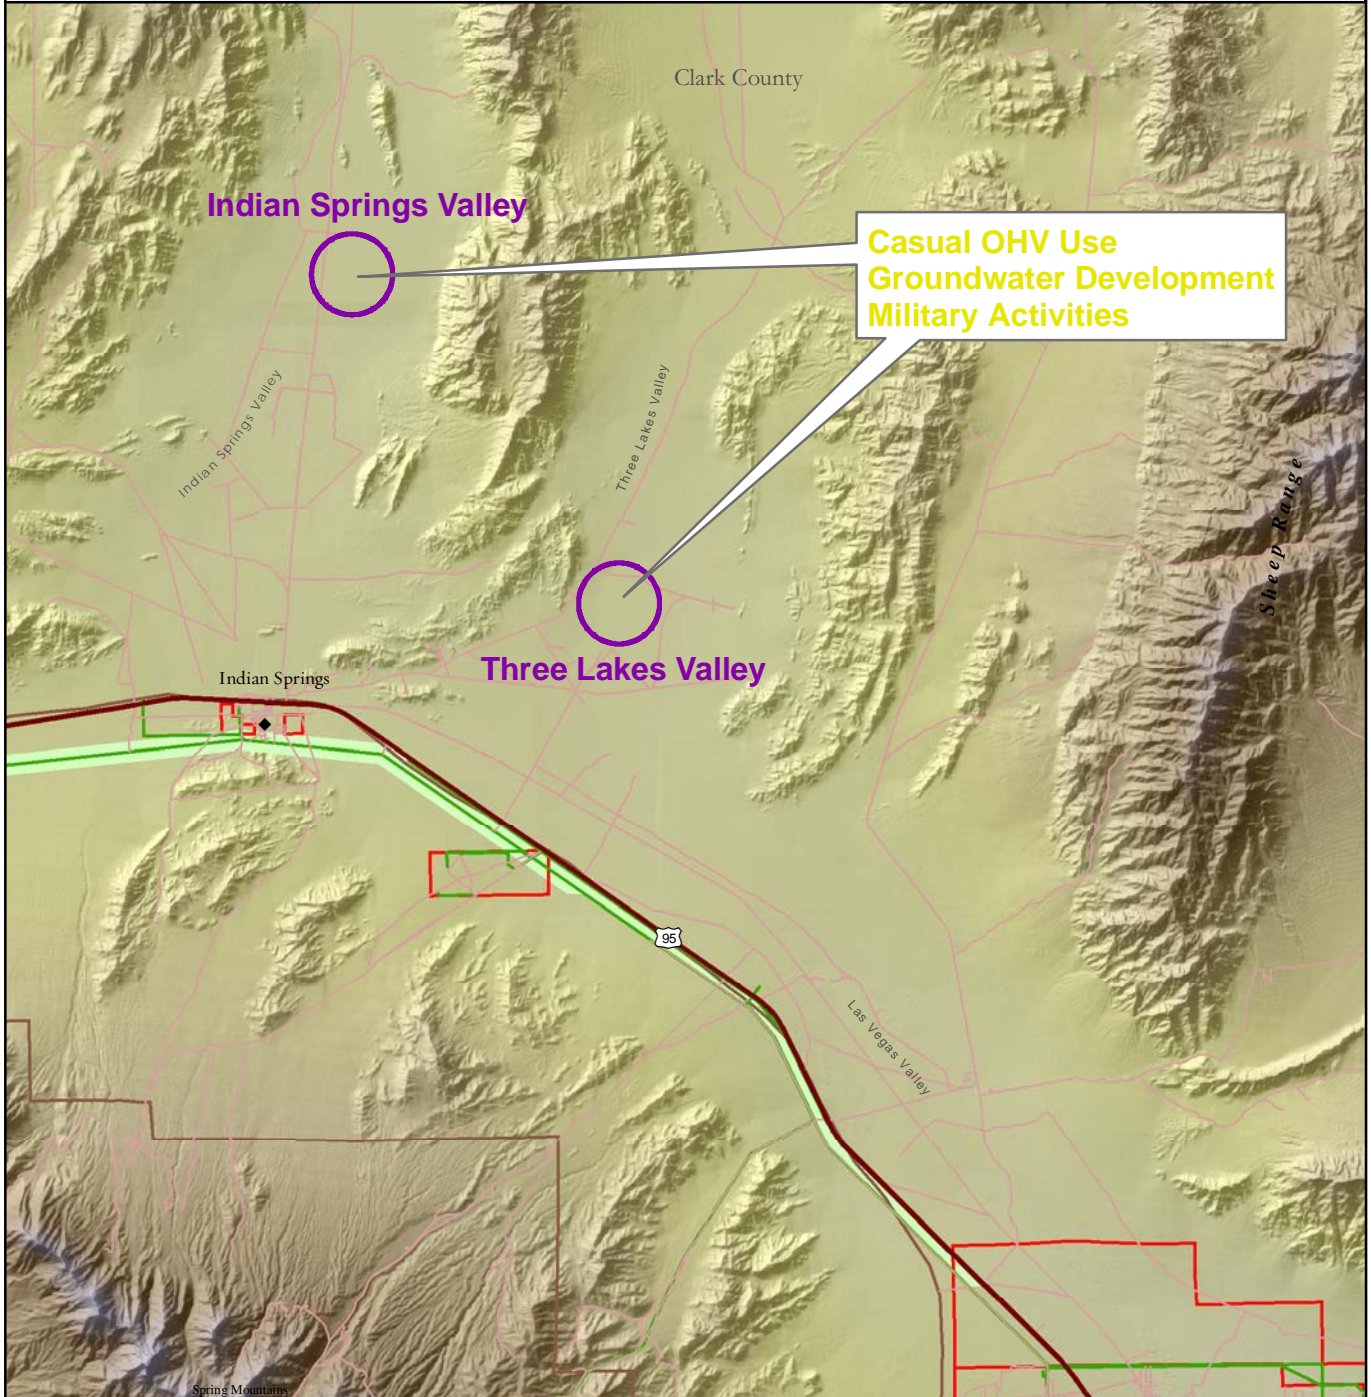 Clark County
Indian Springs Valley
Casual OHV Use
Groundwater Development
Military Activities
Indian Springs Valley
Three Lakes Valley
Sheep Range
Three Lakes Valley
Indian Springs
95
Las Vegas Valley
Spring Mountains